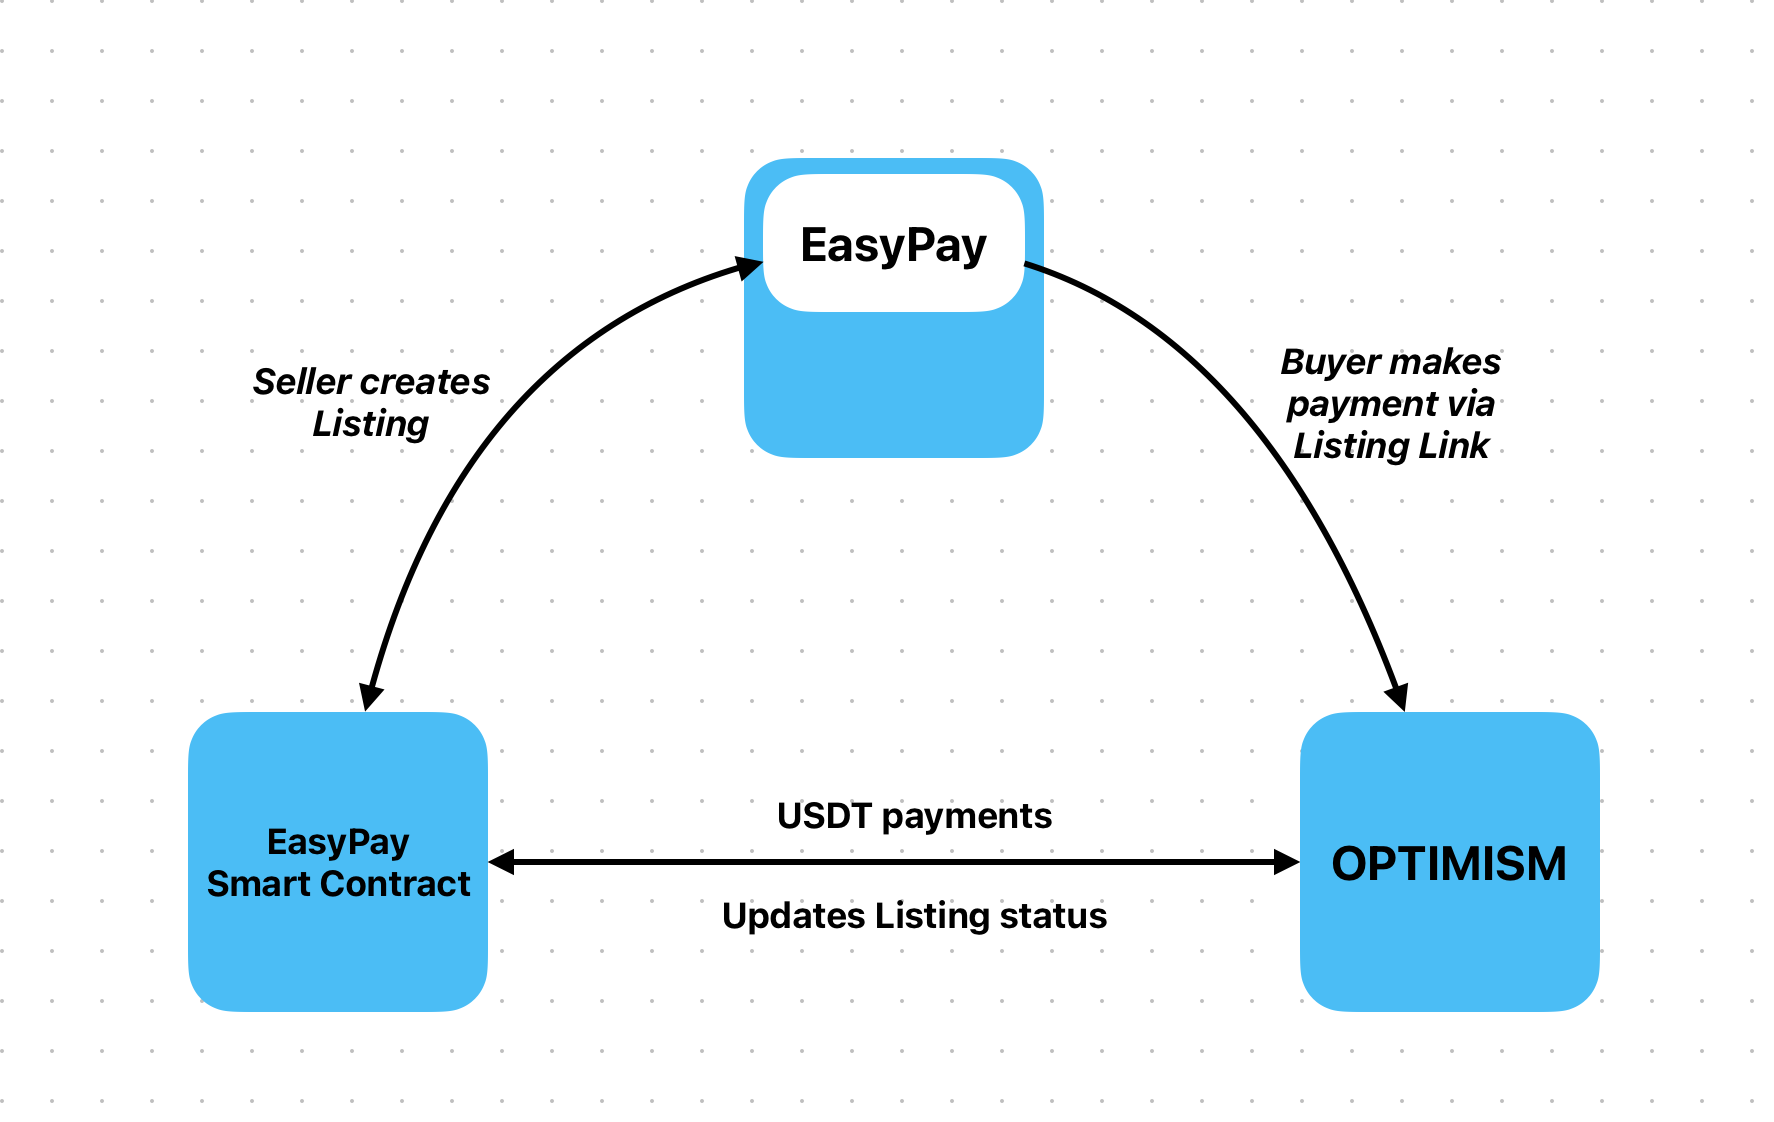 EasyPay
Seller creates
Listing
Buyer makes
payment via
Listing Link
EasyPay
Smart Contract
USDT payments
Updates Listing status
OPTIMISM